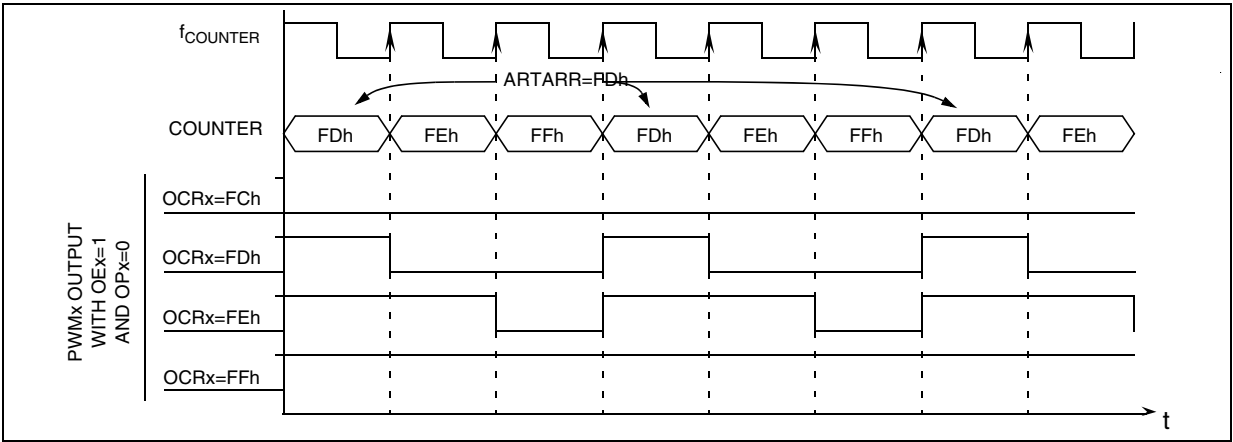 fCOUNTER
ARTARR=FDh
COUNTER
FDh FEh FFh FDh FEh FFh FDh FEh
PWMx OUTPUT
WITH OEx=1
AND OPx=0
OCRx=FCh
OCRx=FDh
OCRx=FEh
OCRx=FFh
t